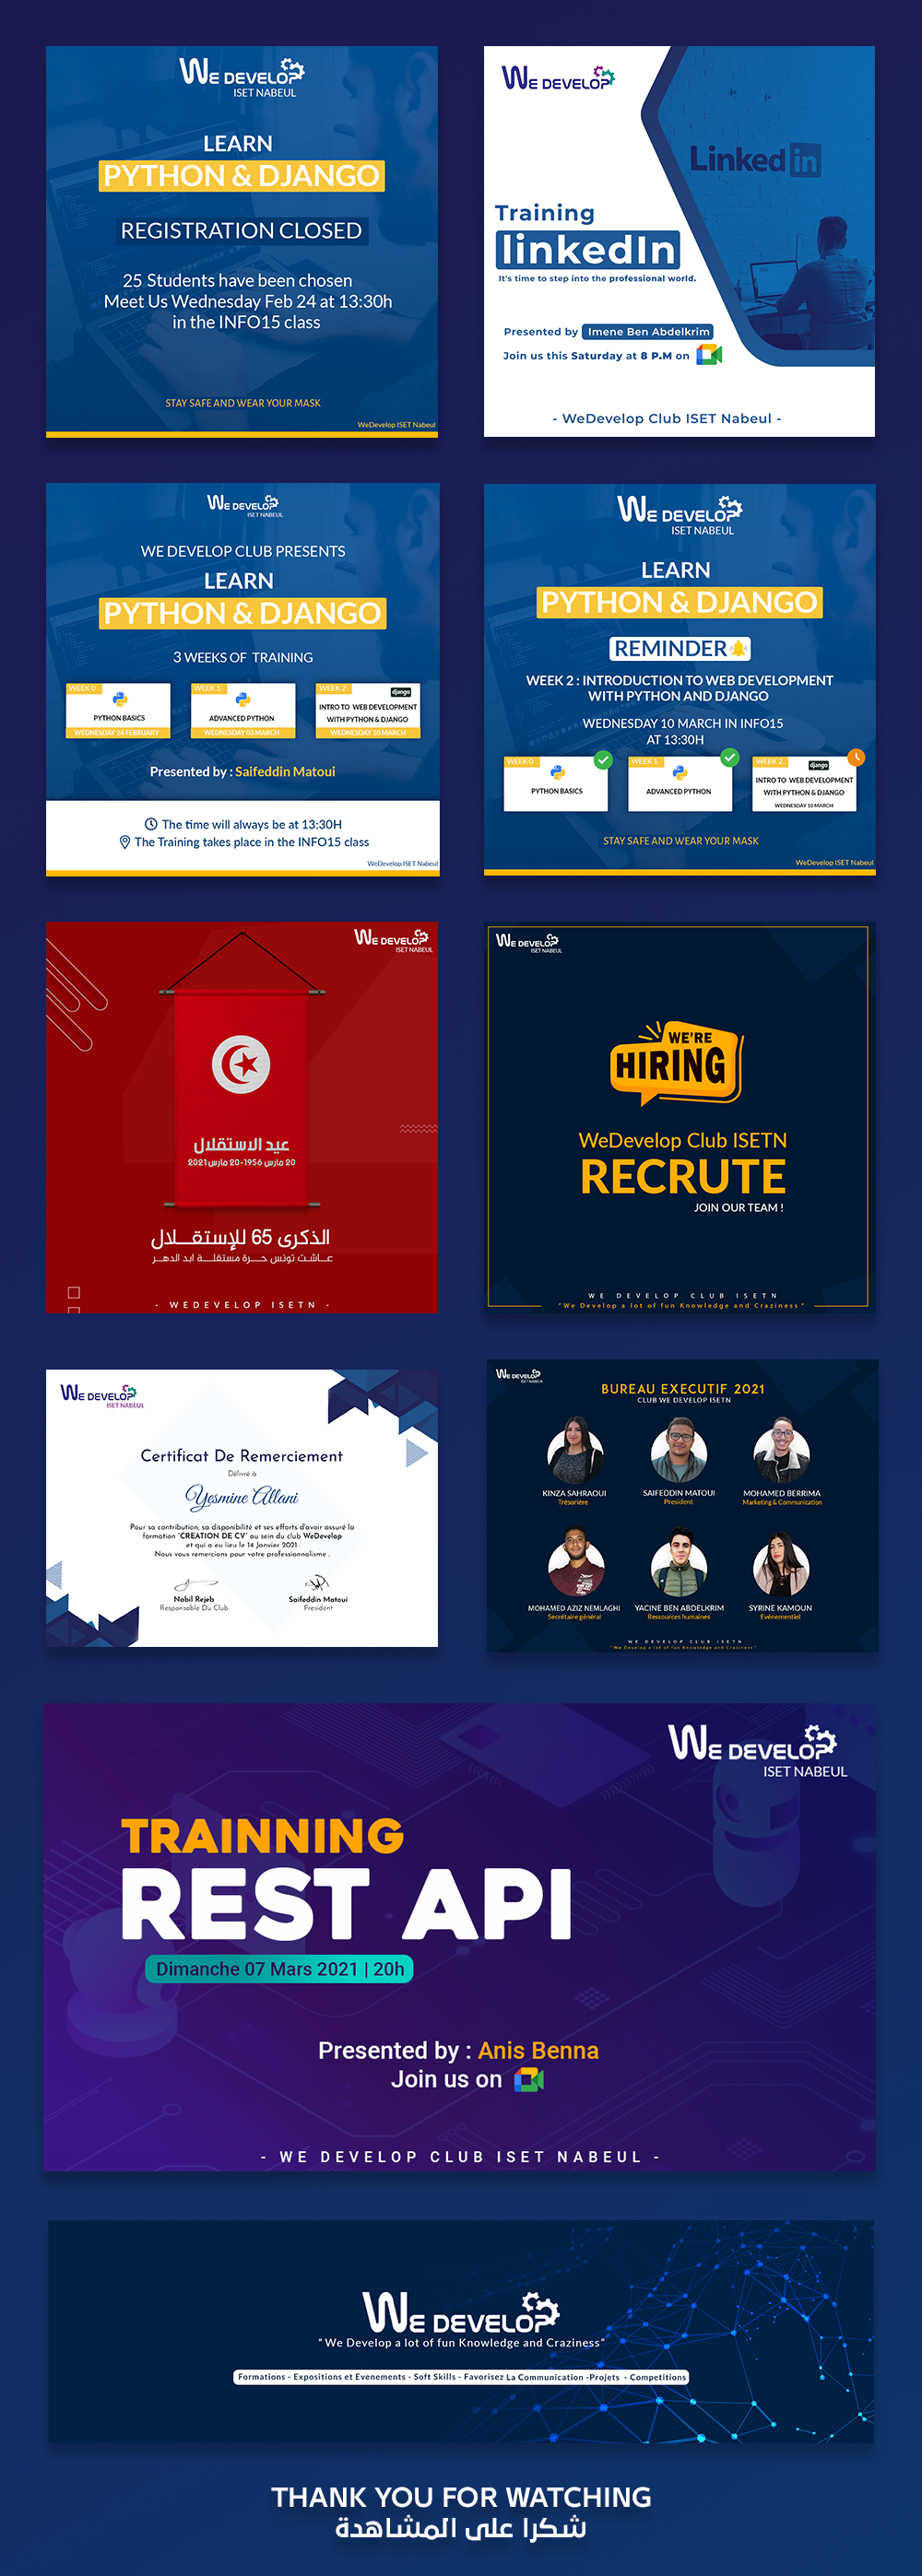 WE DEVELOP
ISET NABEUL
LEARN
PYTHON & DJANGO
REGISTRATION CLOSED
25 Students have been chosen
Meet Us Wednesday Feb 24 at 13:30h
in the INFO15 class
STAY SAFE AND WEAR YOUR MASK
WeDevelop ISET Nabeul
WE DEVELOP
Linkedin
Training
linkedIn
It's time to step into the professional world.
Presented by Imene Ben Abdelkrim
Join us this Saturday at 8 P.M on
- WeDevelop Club ISET Nabeul -
WE DEVELOP
ISET NABEUL
WE DEVELOP CLUB PRESENTS
LEARN
PYTHON & DJANGO
3 WEEKS OF TRAINING
WEEK 0
PYTHON BASICS
WEDNESDAY 24 FEBRUARY
WEEK 1
ADVANCED PYTHON
WEDNESDAY 03 MARCH
WEEK 2
django
INTRO TO WEB DEVELOPMENT
WITH PYTHON & DJANGO
WEDNESDAY 10 MARCH
Presented by : Saifeddin Matoui
The time will always be at 13:30H
The Training takes place in the INFO15 class
WeDevelop ISET Nabeul
WE DEVELOP
ISET NABEUL
LEARN
PYTHON & DJANGO
REMINDER
WEEK 2 : INTRODUCTION TO WEB DEVELOPMENT
WITH PYTHON AND DJANGO
WEDNESDAY 10 MARCH IN INFO15
AT 13:30H
WEEK 0
PYTHON BASICS
WEEK 1
ADVANCED PYTHON
WEEK 2
django
INTRO TO WEB DEVELOPMENT
WITH PYTHON & DJANGO
WEDNESDAY 10 MARCH
STAY SAFE AND WEAR YOUR MASK
WeDevelop ISET Nabeul
WE DEVELOP
ISET NABEUL
عيد الاستقلال
20 مارس 1956-20 مارس 2021
الذكرى 65 للإستقـــلال
عــاشـت تونس حـــرة مستقلــــة ابد الدهـــر
- WEDEVELOP ISETN -
WE DEVELOP
ISET NABEUL
WE'RE
HIRING
WeDevelop Club ISETN
RECRUTE
JOIN OUR TEAM !
WE DEVELOP CLUB ISETN
"We Develop a lot of fun Knowledge and Craziness"
WE DEVELOP
ISET NABEUL
Certificat De Remerciement
Délivré à
Yesmine Allani
Pour sa contribution, sa disponibilité et ses efforts d'avoir assuré la
formation "CREATION DE CV" au sein du club WeDevelop
et qui a eu lieu le 14 Janvier 2021 .
Nous vous remercions pour votre professionnalisme .
Nabil Rejeb
Responsable Du Club
Saifeddin Matoui
President
WE DEVELOP
ISET NABEUL
BUREAU EXECUTIF 2021
CLUB WE DEVELOP ISETN
KINZA SAHRAOUI
Trésorière
SAIFEDDIN MATOUI
President
MOHAMED BERRIMA
Marketing & Communication
MOHAMED AZIZ NEMLAGHI
Secrétaire général
YACINE BEN ABDELKRIM
Ressources humaines
SYRINE KAMOUN
Evénementiel
WE DEVELOP CLUB ISETN
"We Develop a lot of fun Knowledge and Craziness"
WE DEVELOP
ISET NABEUL
TRAINNING
REST API
Dimanche 07 Mars 2021 | 20h
Presented by : Anis Benna
Join us on
- WE DEVELOP CLUB ISET NABEUL -
WE DEVELOP
"We Develop a lot of fun Knowledge and Craziness"
Formations - Expositions et Evenements - Soft Skills - Favorisez La Communication -Projets - Competitions
THANK YOU FOR WATCHING
شكرا على المشاهدة